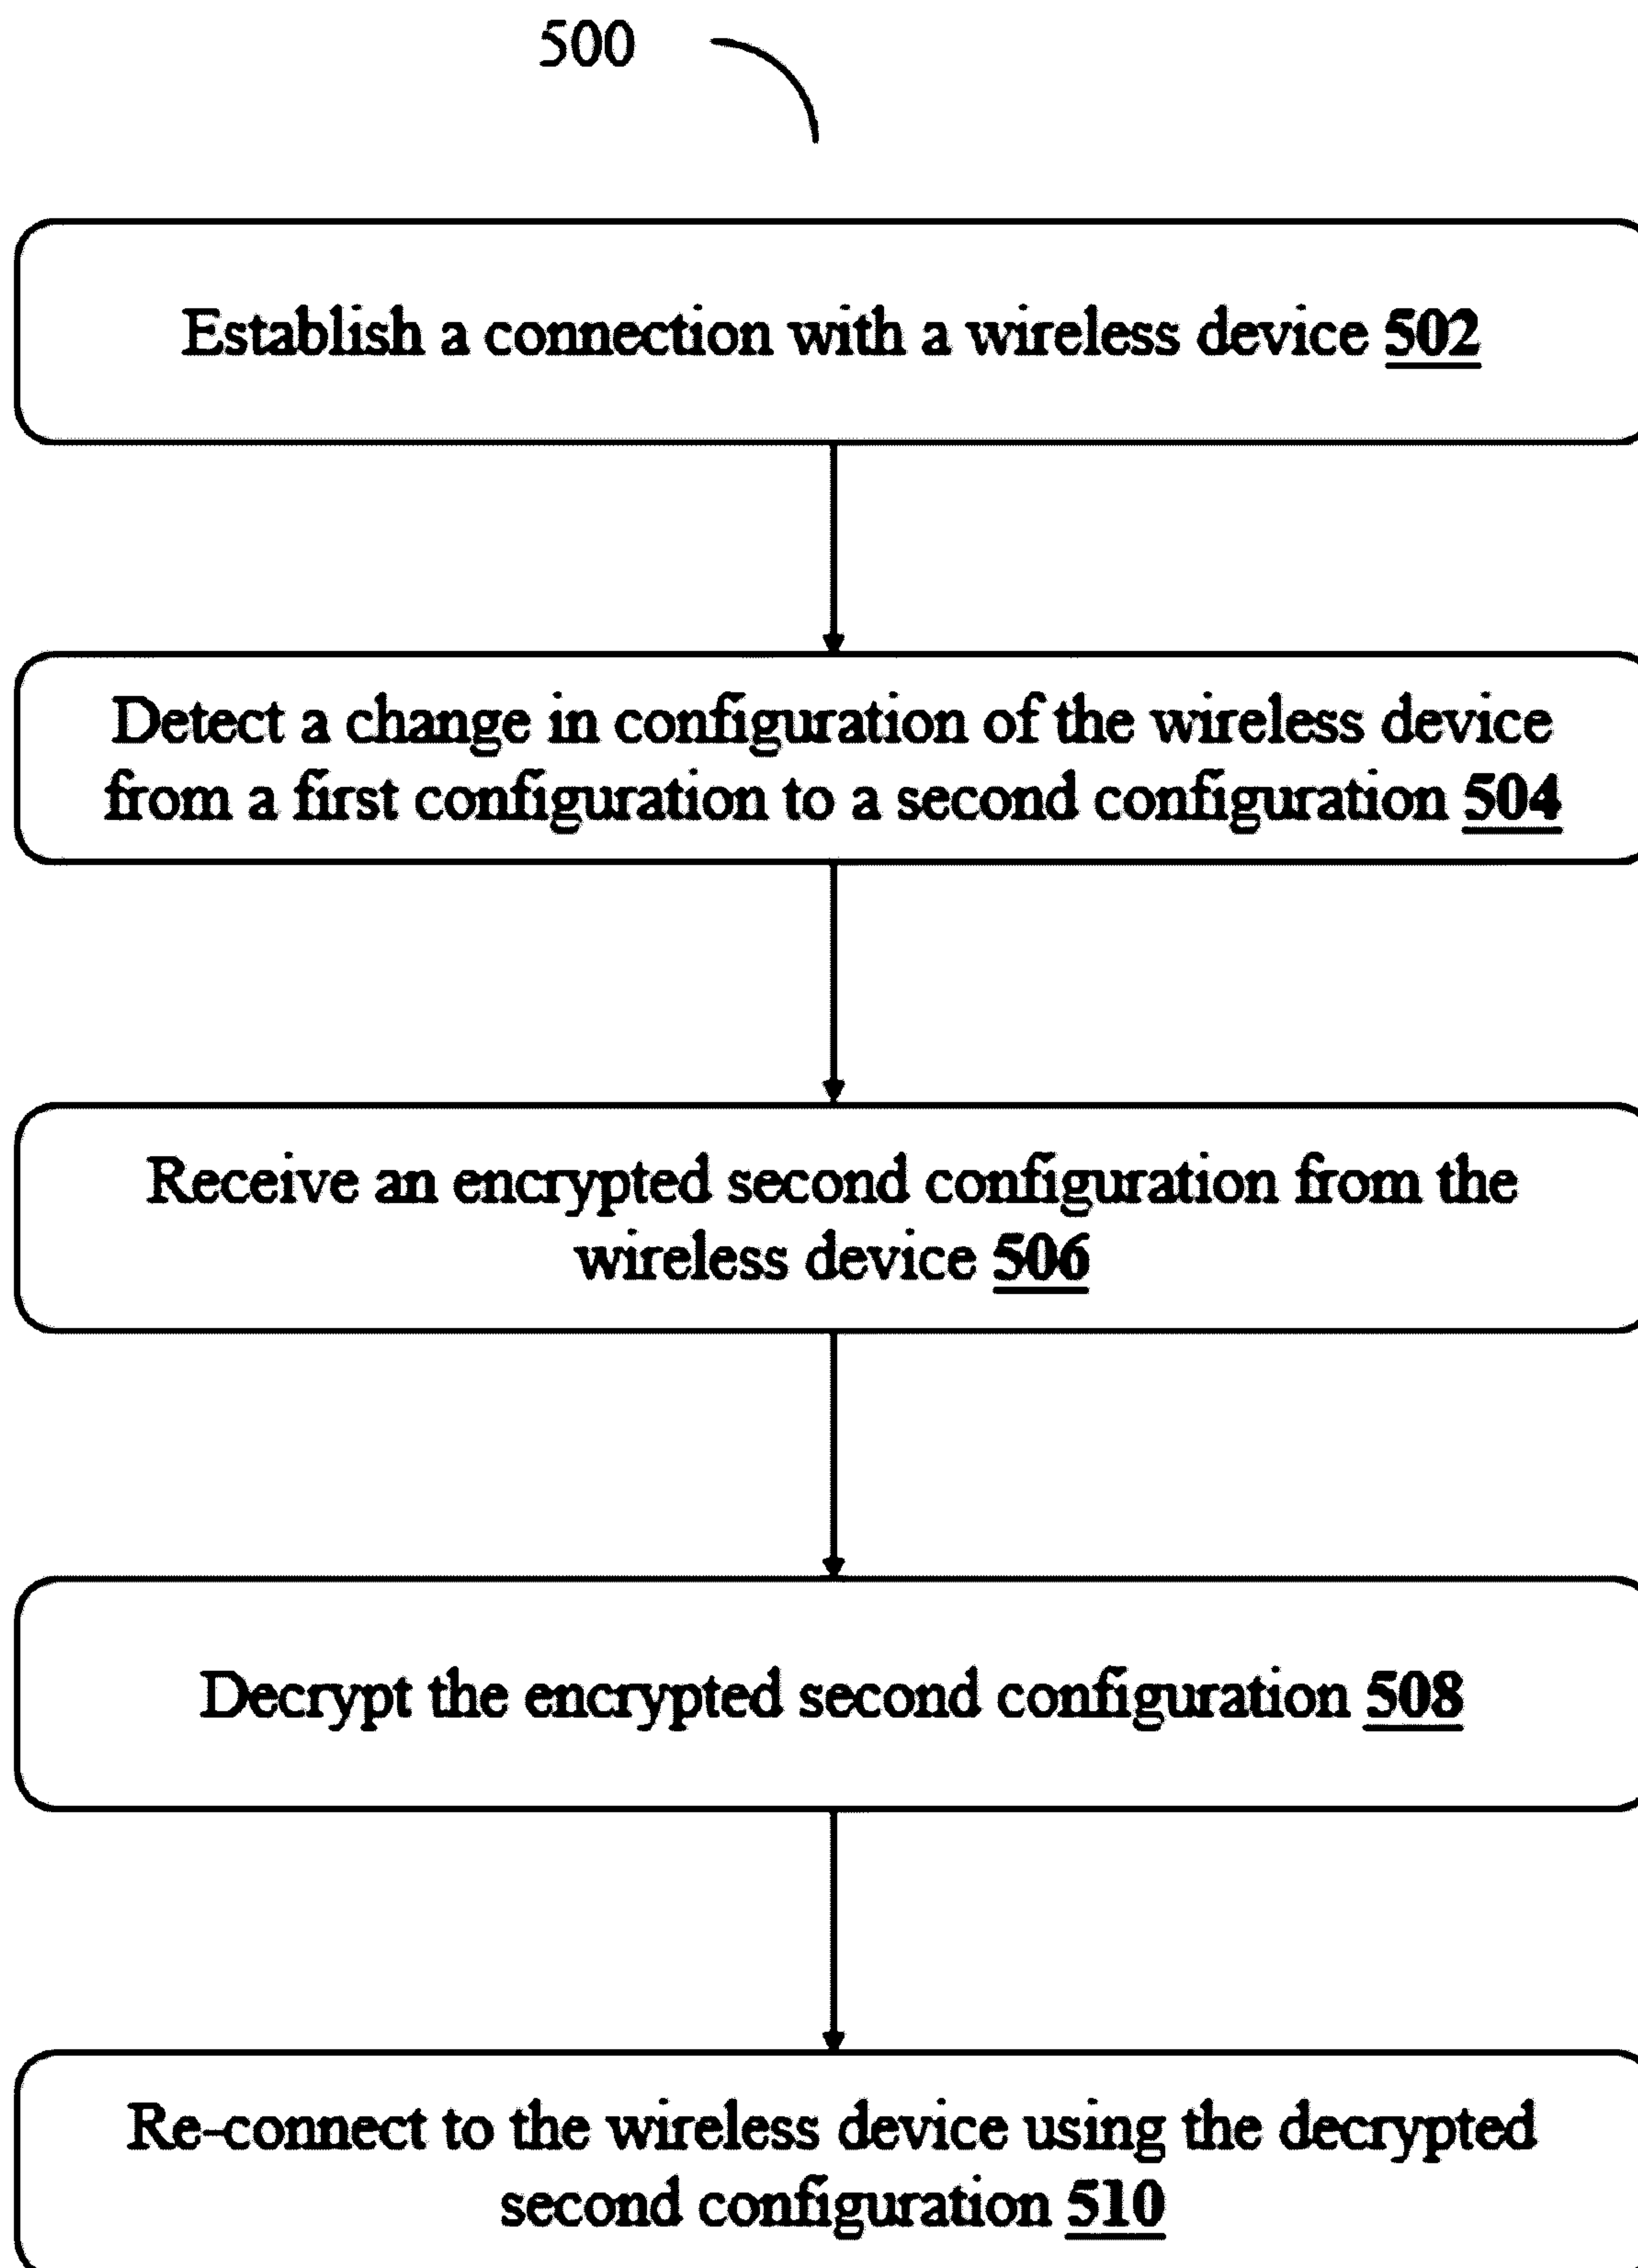 500
Establish a connection with a wireless device 502
Detect a change in configuration of the wireless device
from a first configuration to a second configuration 504
Receive an encrypted second configuration from the
wireless device 506
Decrypt the encrypted second configuration 508
Re-connect to the wireless device using the decrypted
second configuration 510